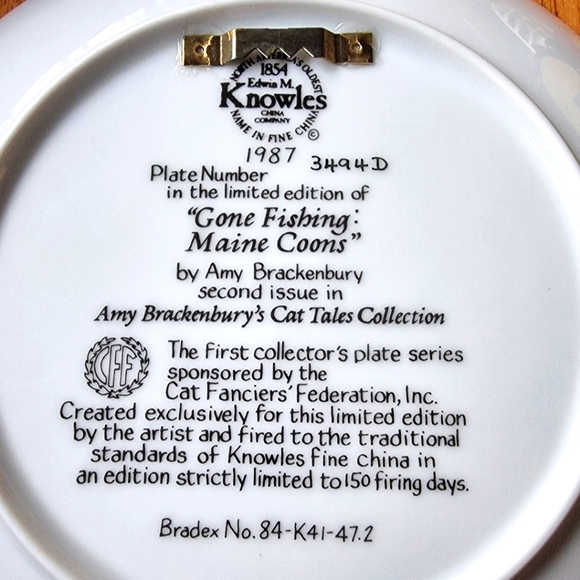 NORTH AMERICA'S OLDEST
1854
Edwin M.
Knowles
CHINA
COMPANY
NAME IN FINE CHINA
©
1987 3494D
Plate Number
in the limited edition of
"Gone Fishing:
Maine Coons"
by Amy Brackenbury
second issue in
Amy Brackenbury's Cat Tales Collection
CFF
The first collector's plate series
sponsored by the
Cat Fanciers' Federation, Inc.
Created exclusively for this limited edition
by the artist and fired to the traditional
standards of Knowles fine China in
an edition strictly limited to 150 firing days.
Bradex No. 84-K41-47.2